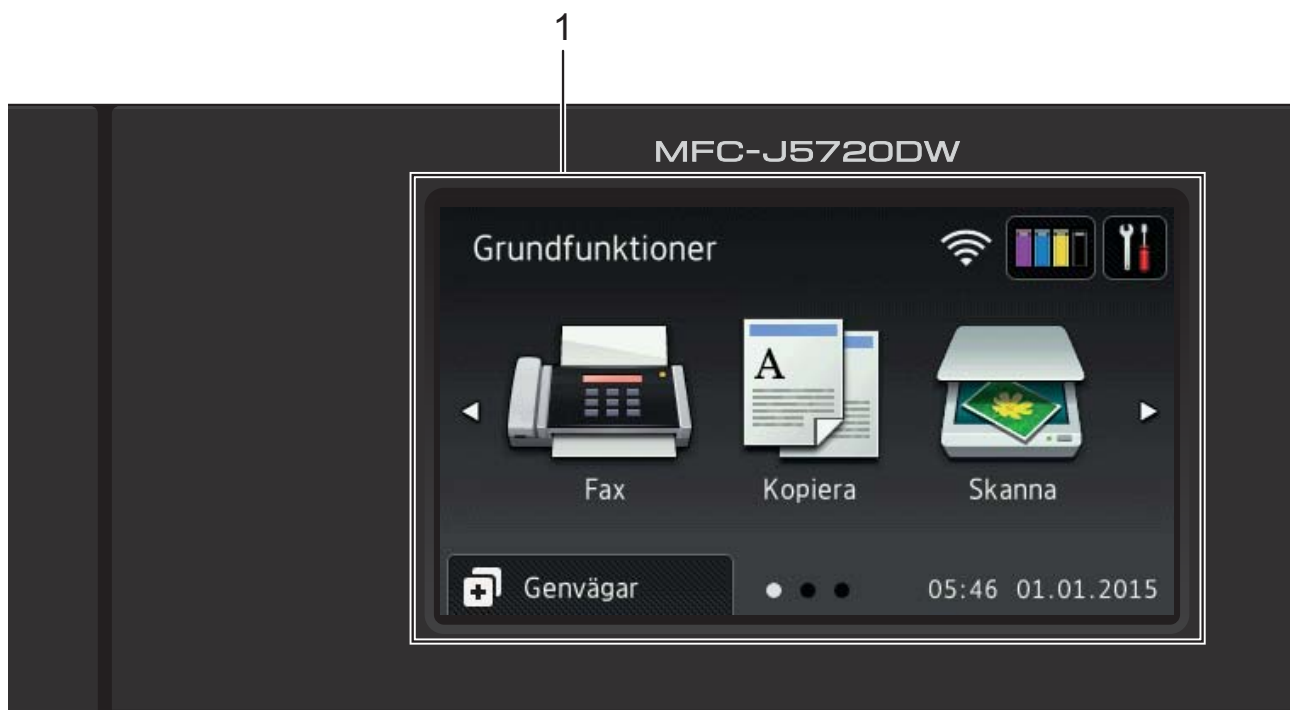 1
MFC-J5720DW
Grundfunktioner
A
Fax
Kopiera
Skanna
Genvägar
05:46 01.01.2015